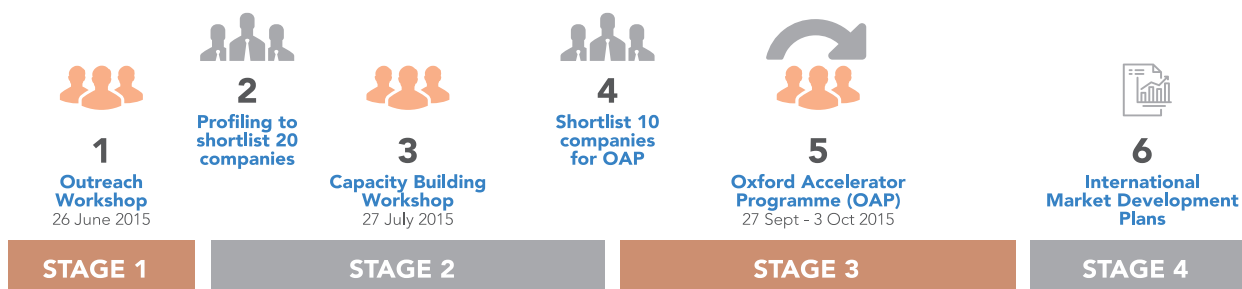 1
Outreach
Workshop
26 June 2015
2
Profiling to
shortlist 20
companies
3
Capacity Building
Workshop
27 July 2015
4
Shortlist 10
companies
for OAP
5
Oxford Accelerator
Programme (OAP)
27 Sept - 3 Oct 2015
6
International
Market Development
Plans
STAGE 1
STAGE 2
STAGE 3
STAGE 4